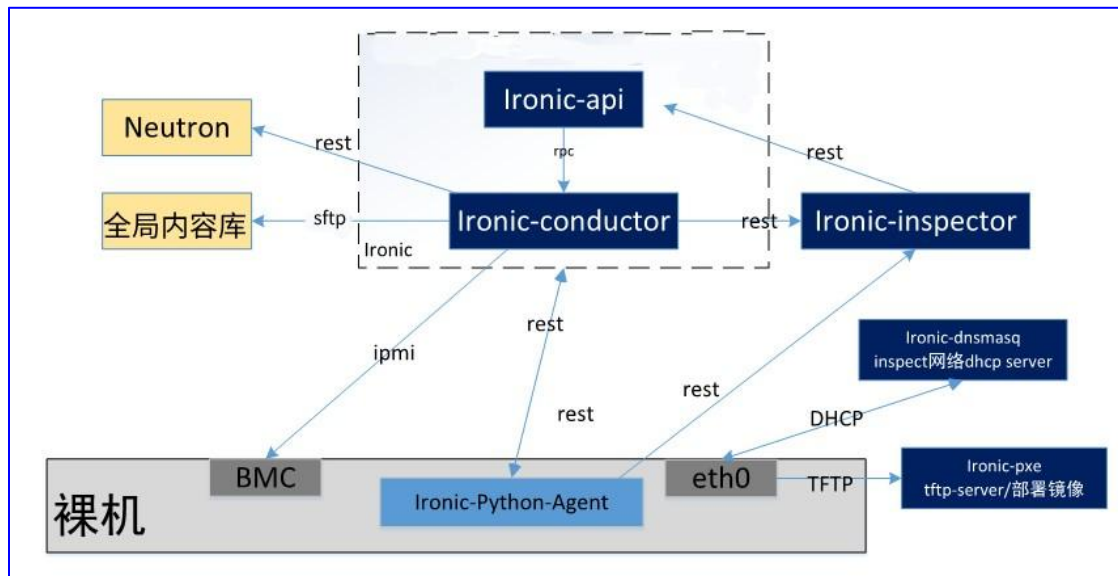 Ironic-api
Neutron
rest
rpc
rest
全局内容库
sftp
Ironic-conductor
rest
Ironic-inspector
Ironic
rest
ipmi
Ironic-dnsmasq
inspect网络dhcp server
rest
rest
DHCP
BMC
eth0
TFTP
Ironic-pxe
tftp-server/部署镜像
Ironic-Python-Agent
裸机